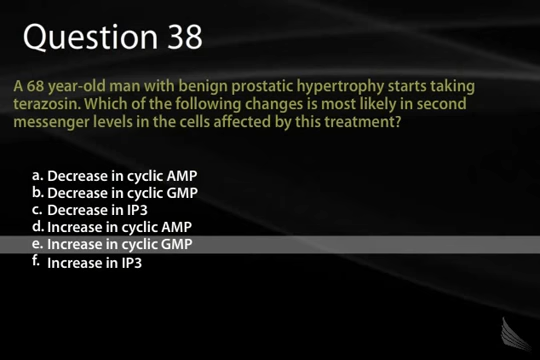 Question 38
A 68 year-old man with benign prostatic hypertrophy starts taking
terazosin. Which of the following changes is most likely in second
messenger levels in the cells affected by this treatment?
a. Decrease in cyclic AMP
b. Decrease in cyclic GMP
c. Decrease in IP3
d. Increase in cyclic AMP
e. Increase in cyclic GMP
f. Increase in IP3